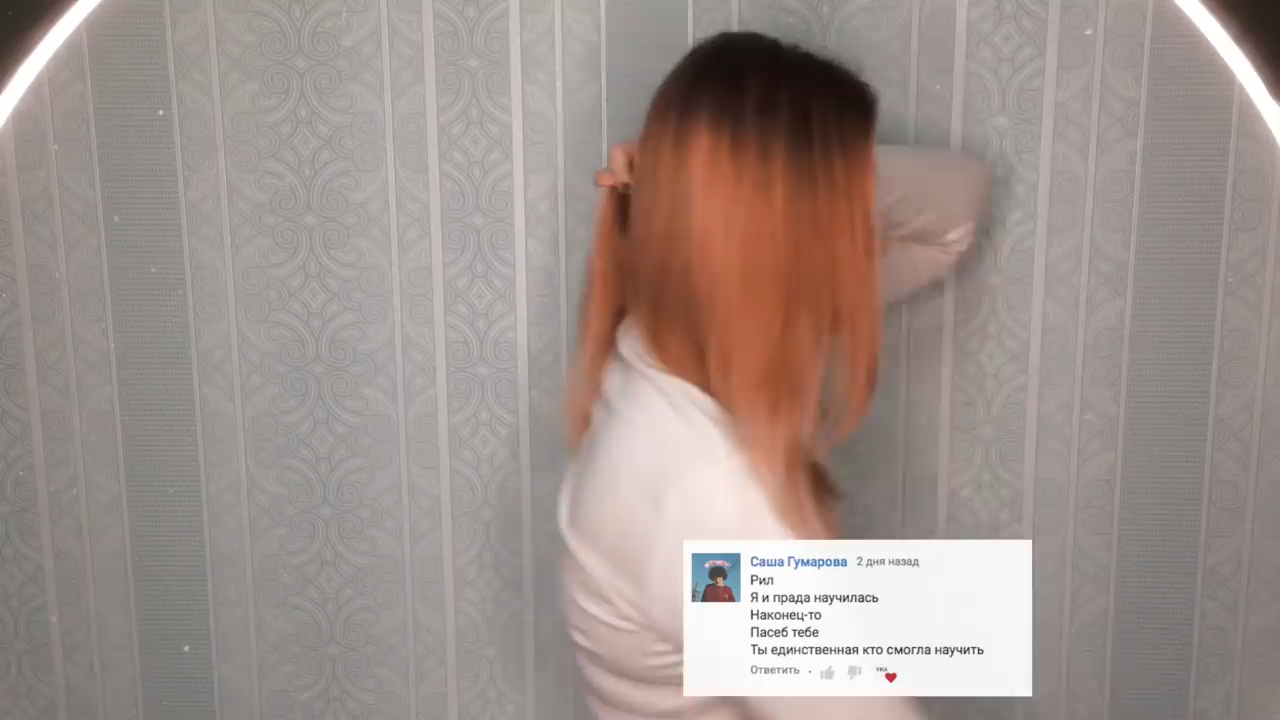 Саша Гумарова 2 дня назад
Рил
Я и прада научилась
Наконец-то
Пасеб тебе
Ты единственная кто смогла научить
Ответить